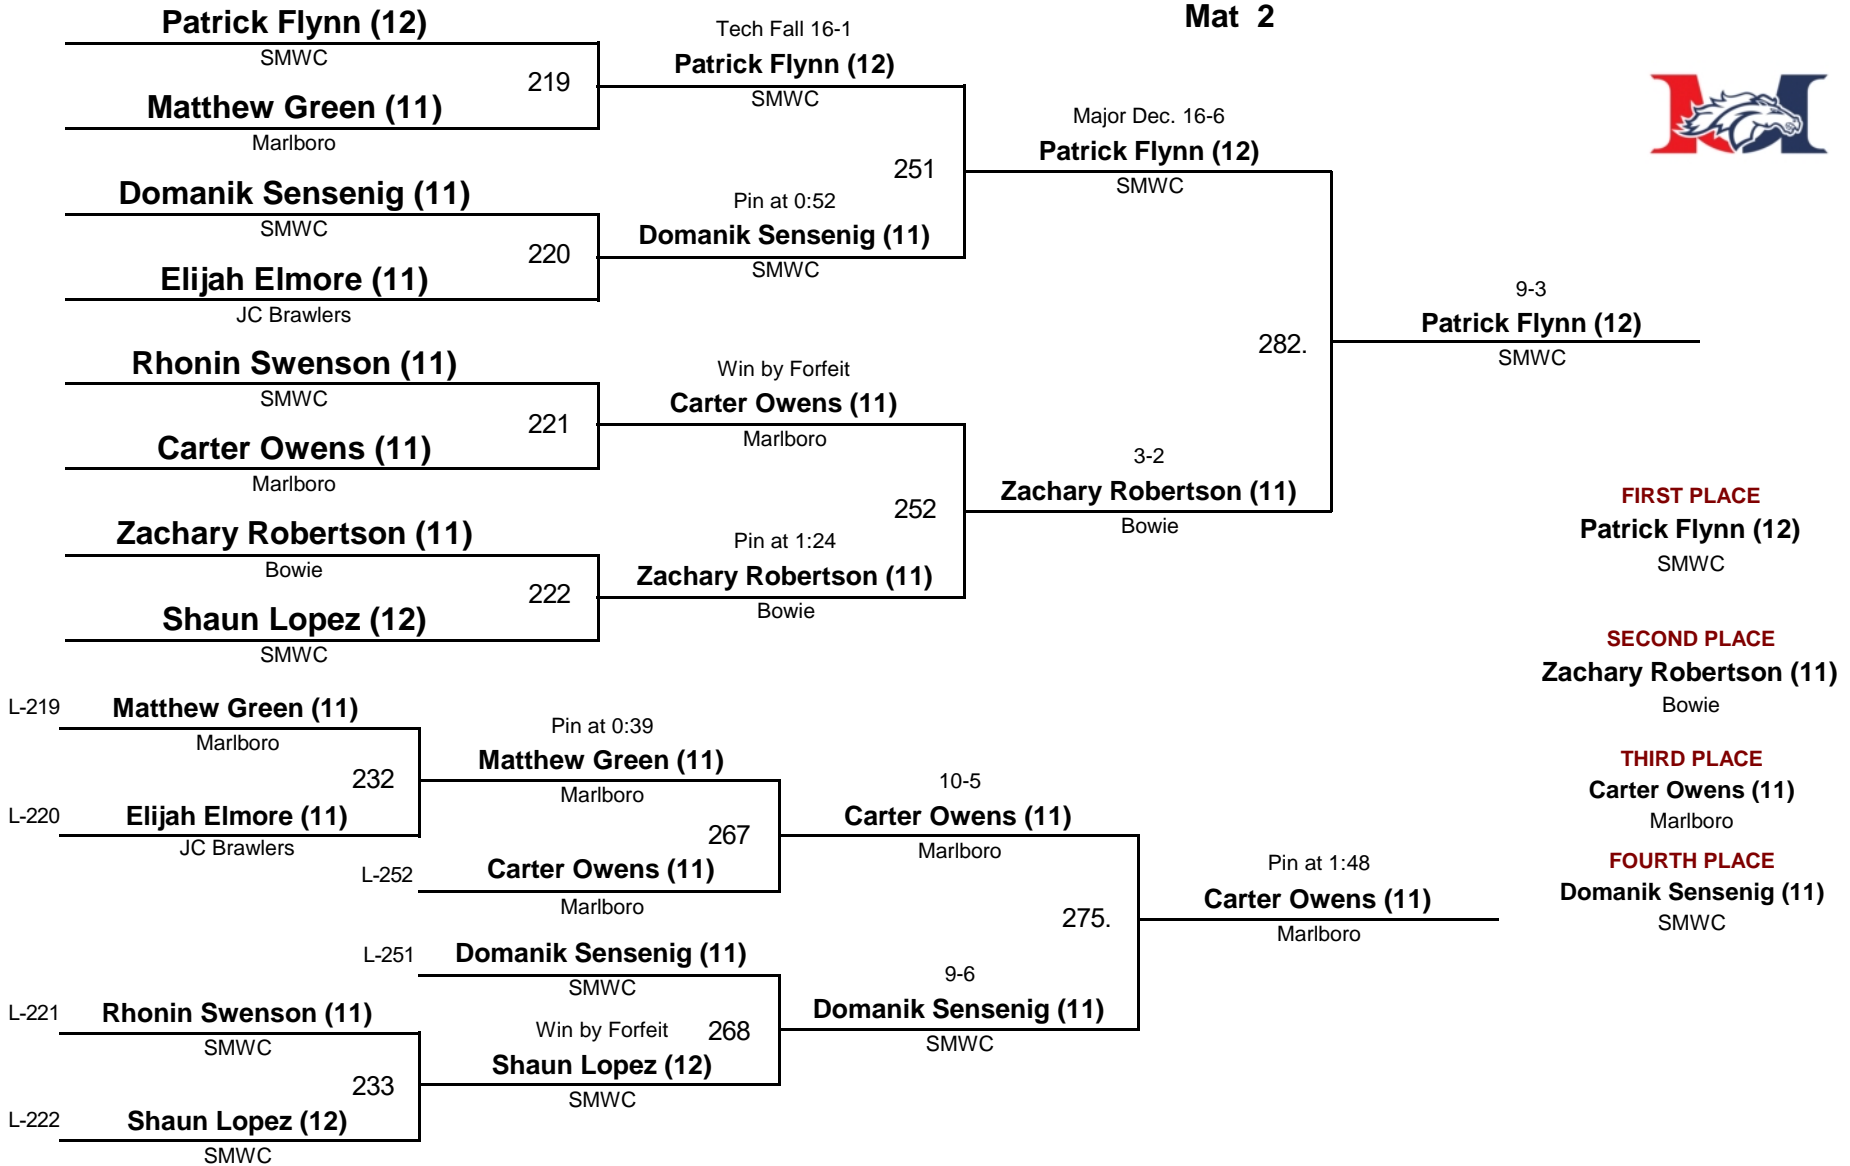 Mat 2
Patrick Flynn (12)
SMWC
219
Matthew Green (11)
Marlboro
Domanik Sensenig (11)
SMWC
220
Elijah Elmore (11)
JC Brawlers
Rhonin Swenson (11)
SMWC
221
Carter Owens (11)
Marlboro
Zachary Robertson (11)
Bowie
222
Shaun Lopez (12)
SMWC
Tech Fall 16-1
Patrick Flynn (12)
SMWC
251
Pin at 0:52
Domanik Sensenig (11)
SMWC
Win by Forfeit
Carter Owens (11)
Marlboro
252
Pin at 1:24
Zachary Robertson (11)
Bowie
Major Dec. 16-6
Patrick Flynn (12)
SMWC
282.
3-2
Zachary Robertson (11)
Bowie
9-3
Patrick Flynn (12)
SMWC
FIRST PLACE
Patrick Flynn (12)
SMWC
SECOND PLACE
Zachary Robertson (11)
Bowie
THIRD PLACE
Carter Owens (11)
Marlboro
FOURTH PLACE
Domanik Sensenig (11)
SMWC
L-219
Matthew Green (11)
Marlboro
232
L-220
Elijah Elmore (11)
JC Brawlers
Pin at 0:39
Matthew Green (11)
Marlboro
267
L-252
Carter Owens (11)
Marlboro
L-251
Domanik Sensenig (11)
SMWC
L-221
Rhonin Swenson (11)
SMWC
233
L-222
Shaun Lopez (12)
SMWC
Win by Forfeit
268
Shaun Lopez (12)
SMWC
10-5
Carter Owens (11)
Marlboro
275.
9-6
Domanik Sensenig (11)
SMWC
Pin at 1:48
Carter Owens (11)
Marlboro
M